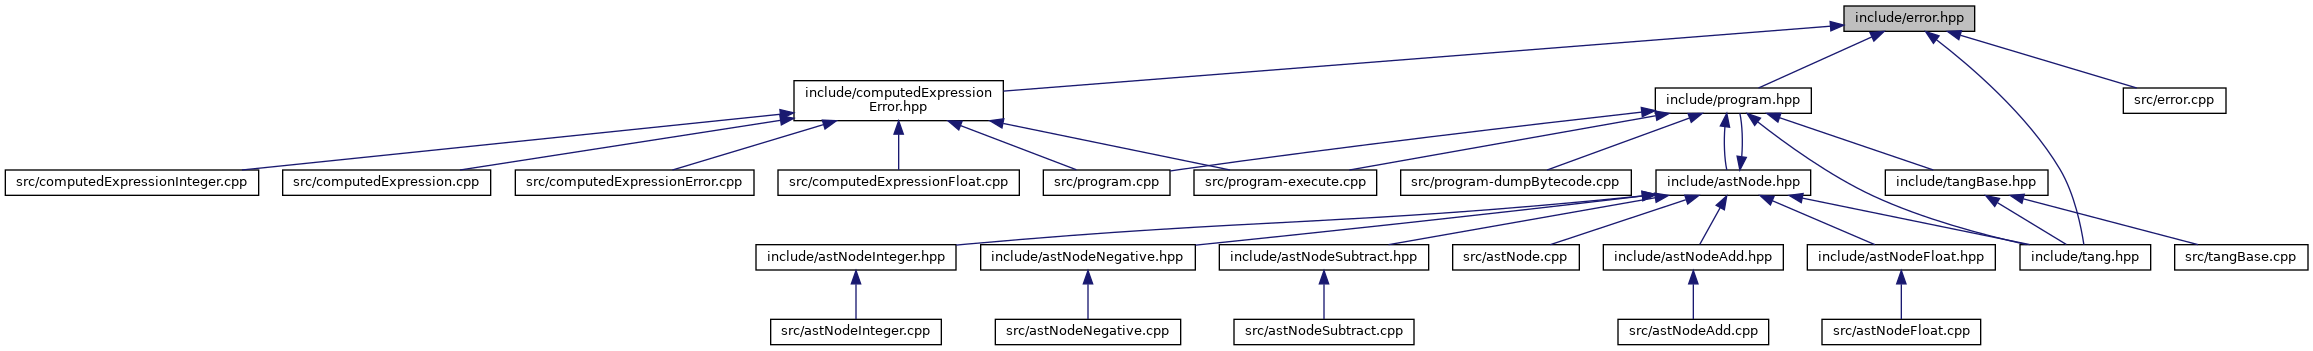 include/error.hpp
include/computedExpression
Error.hpp
include/program.hpp
src/error.cpp
src/computedExpressionInteger.cpp
src/computedExpression.cpp
src/computedExpressionError.cpp
src/computedExpressionFloat.cpp
src/program.cpp
src/program-execute.cpp
src/program-dumpBytecode.cpp
include/astNode.hpp
include/tangBase.hpp
include/astNodeInteger.hpp
include/astNodeNegative.hpp
include/astNodeSubtract.hpp
src/astNode.cpp
include/astNodeAdd.hpp
include/astNodeFloat.hpp
include/tang.hpp
src/tangBase.cpp
src/astNodeInteger.cpp
src/astNodeNegative.cpp
src/astNodeSubtract.cpp
src/astNodeAdd.cpp
src/astNodeFloat.cpp